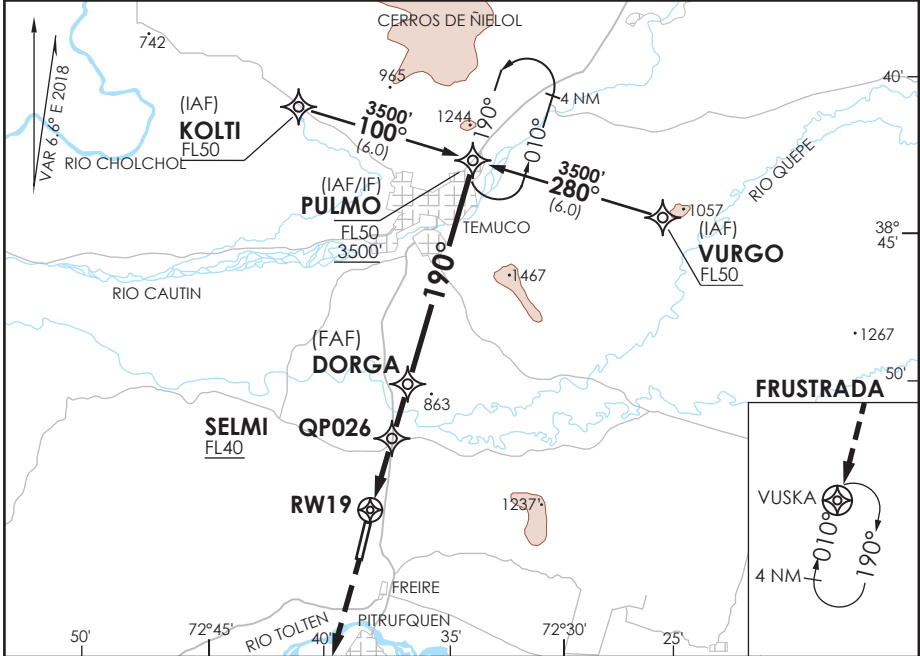 CERROS DE ÑIELOL
742
965
40'
VAR 6.6° E 2018
(IAF)
KOLTI
FL50
3500'
100°
(6.0)
1244
190°
010°
4 NM
RIO CHOLCHOL
(IAF/IF)
PULMO
FL50
3500'
3500'
280°
(6.0)
RIO QUEPE
1057
(IAF)
VURGO
FL50
38°
45'
TEMUCO
190°
1467
RIO CAUTIN
1267
(FAF)
DORGA
50'
863
FRUSTRADA
SELMI
FL40
QP026
RW19
1237'
VUSKA
010°
190°
4 NM
FREIRE
PITRUFQUEN
RIO TOLTEN
50'
72°45'
40'
35'
72°30'
25'